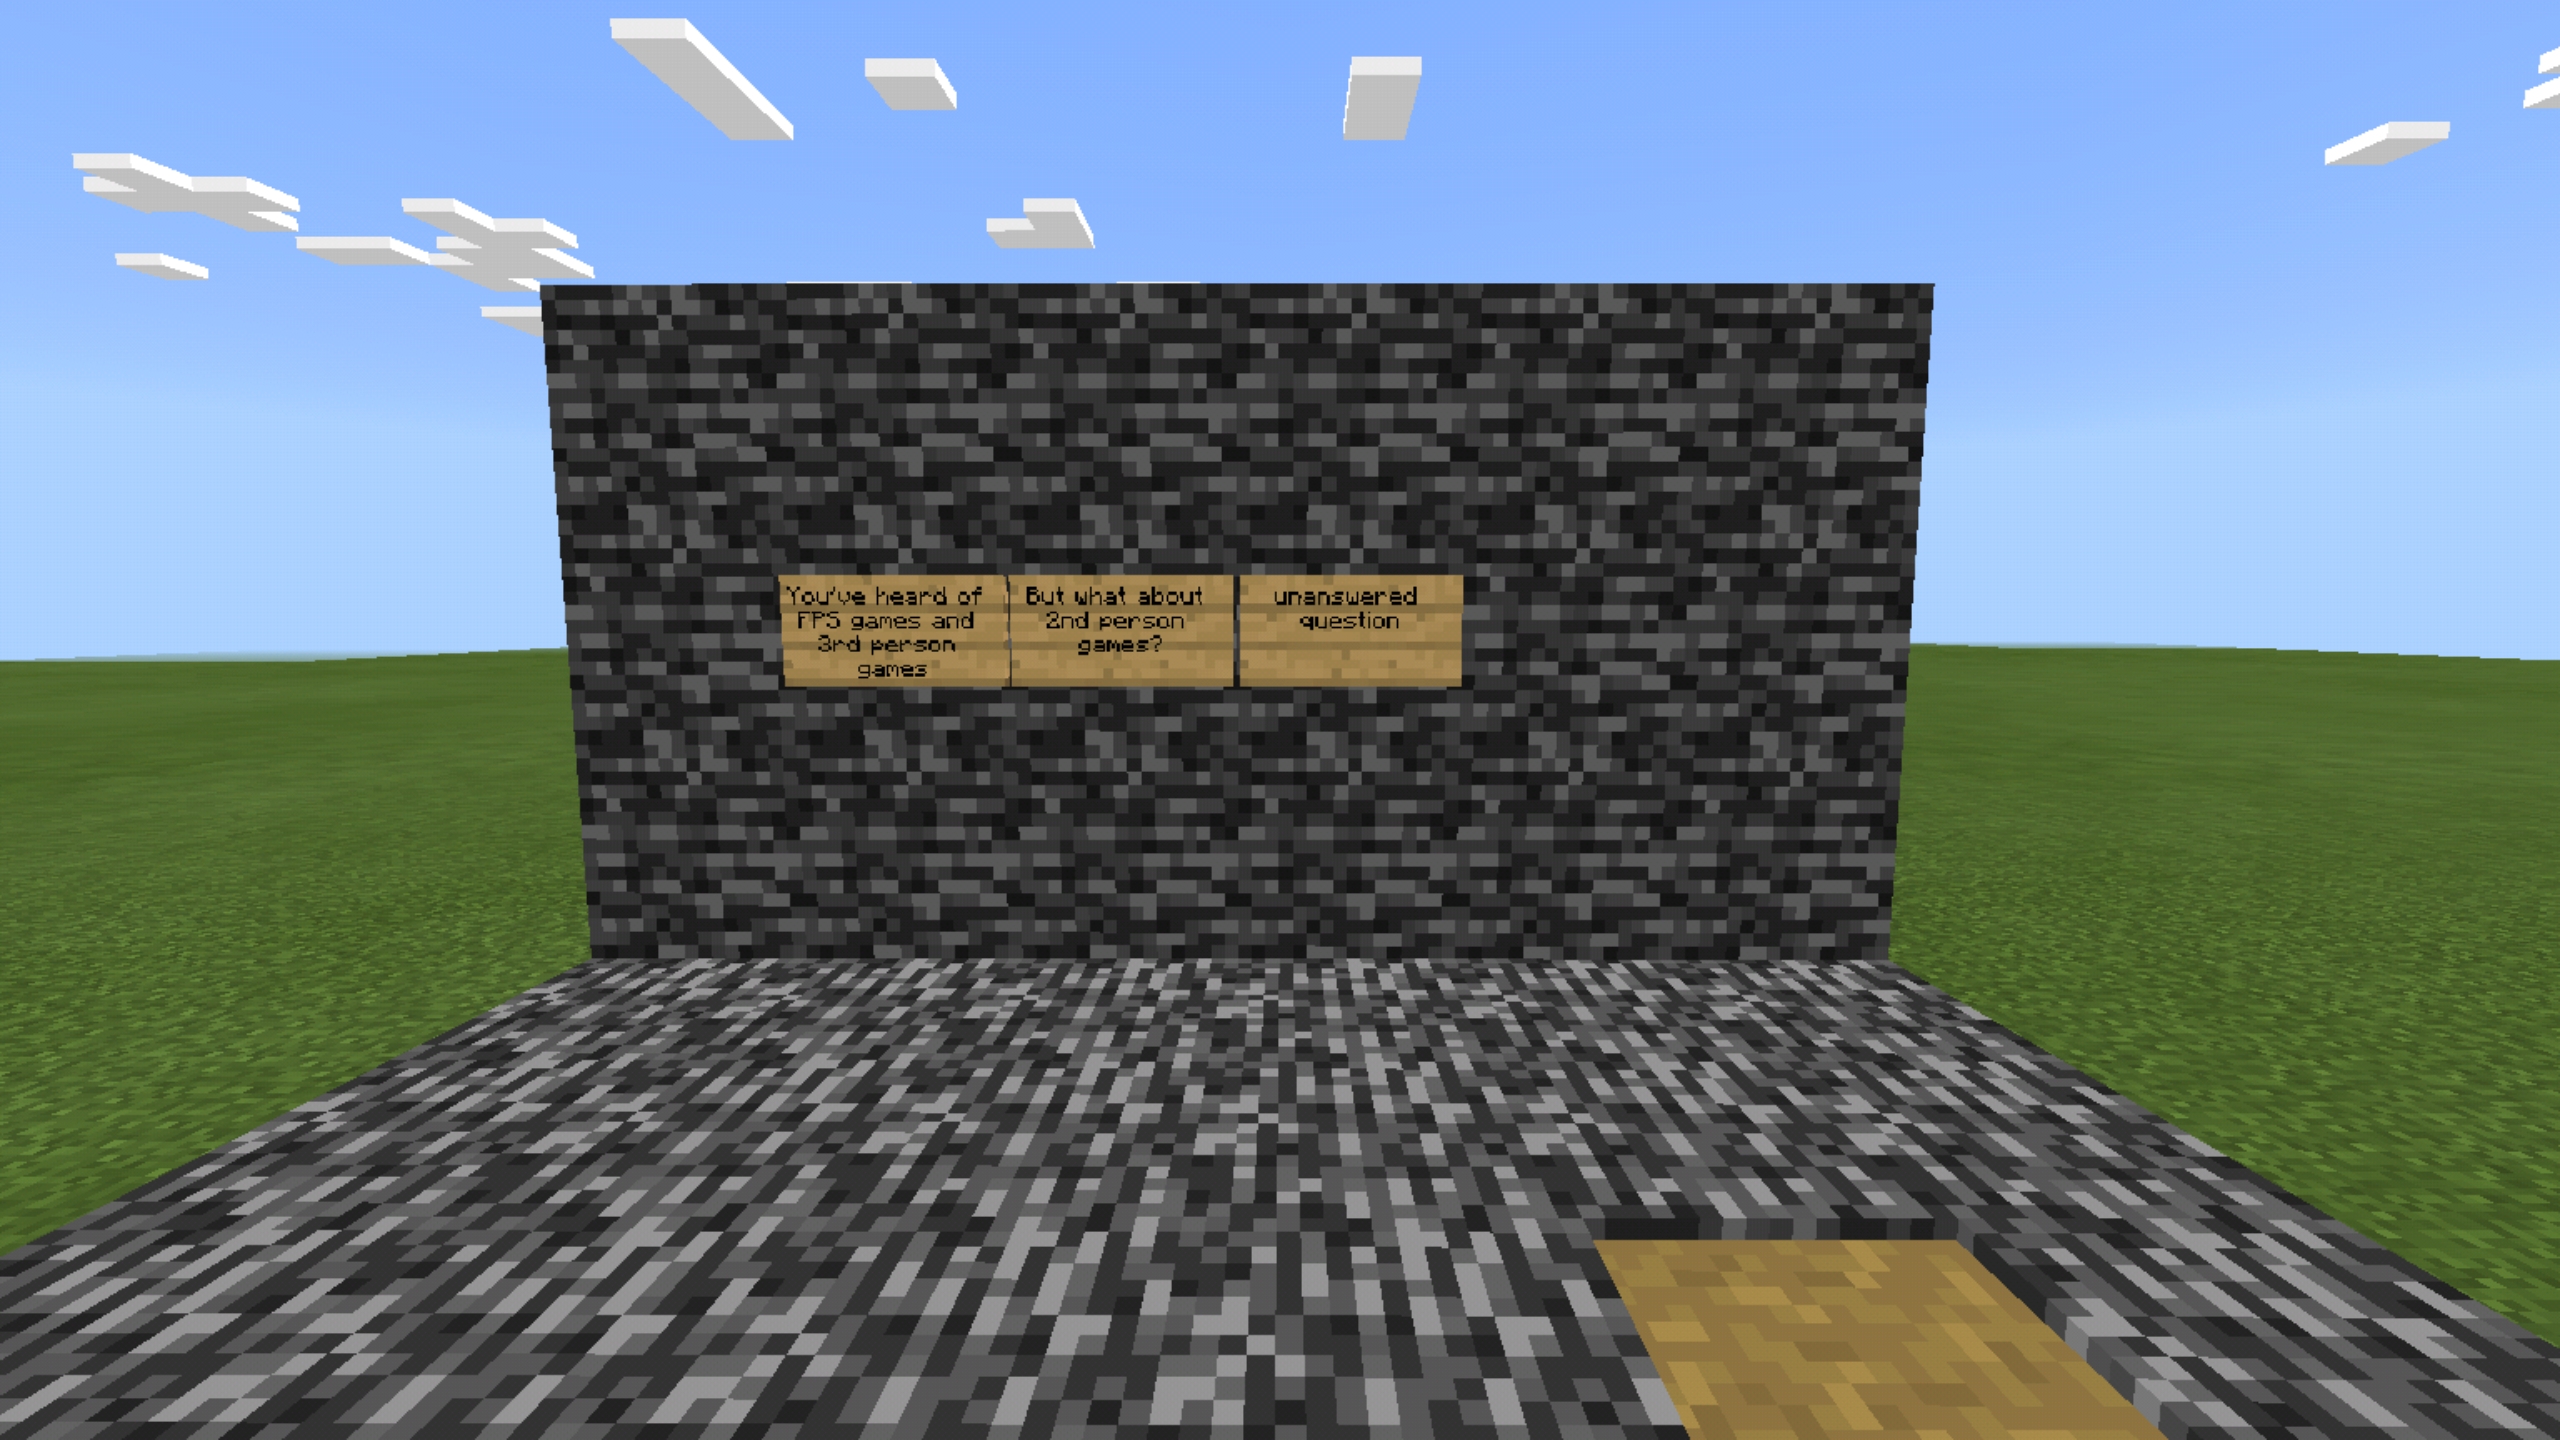 You've heard of
FPS games and
3rd person
games
But what about
2nd person
games?
unanswered
question